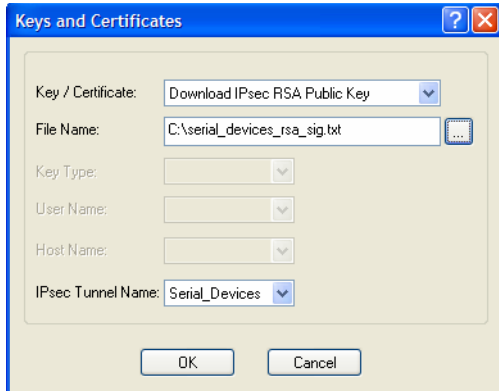 Keys and Certificates
Key / Certificate: Download IPsec RSA Public Key
File Name: C:\serial_devices_rsa_sig.txt ...
Key Type:
User Name:
Host Name:
IPsec Tunnel Name: Serial_Devices
OK Cancel